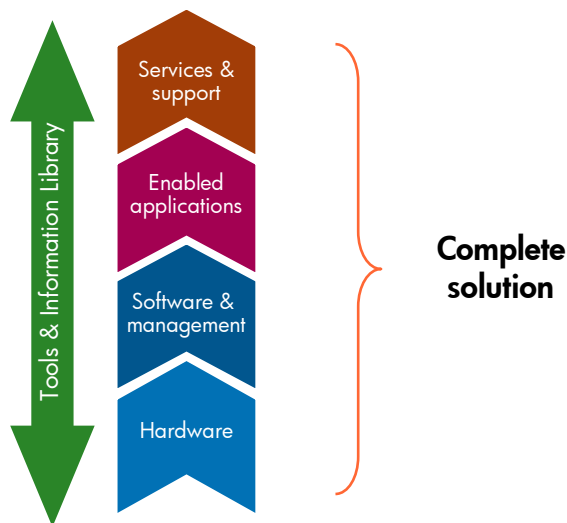 Tools & Information Library
Services &
support
Enabled
applications
Software &
management
Hardware
Complete
solution